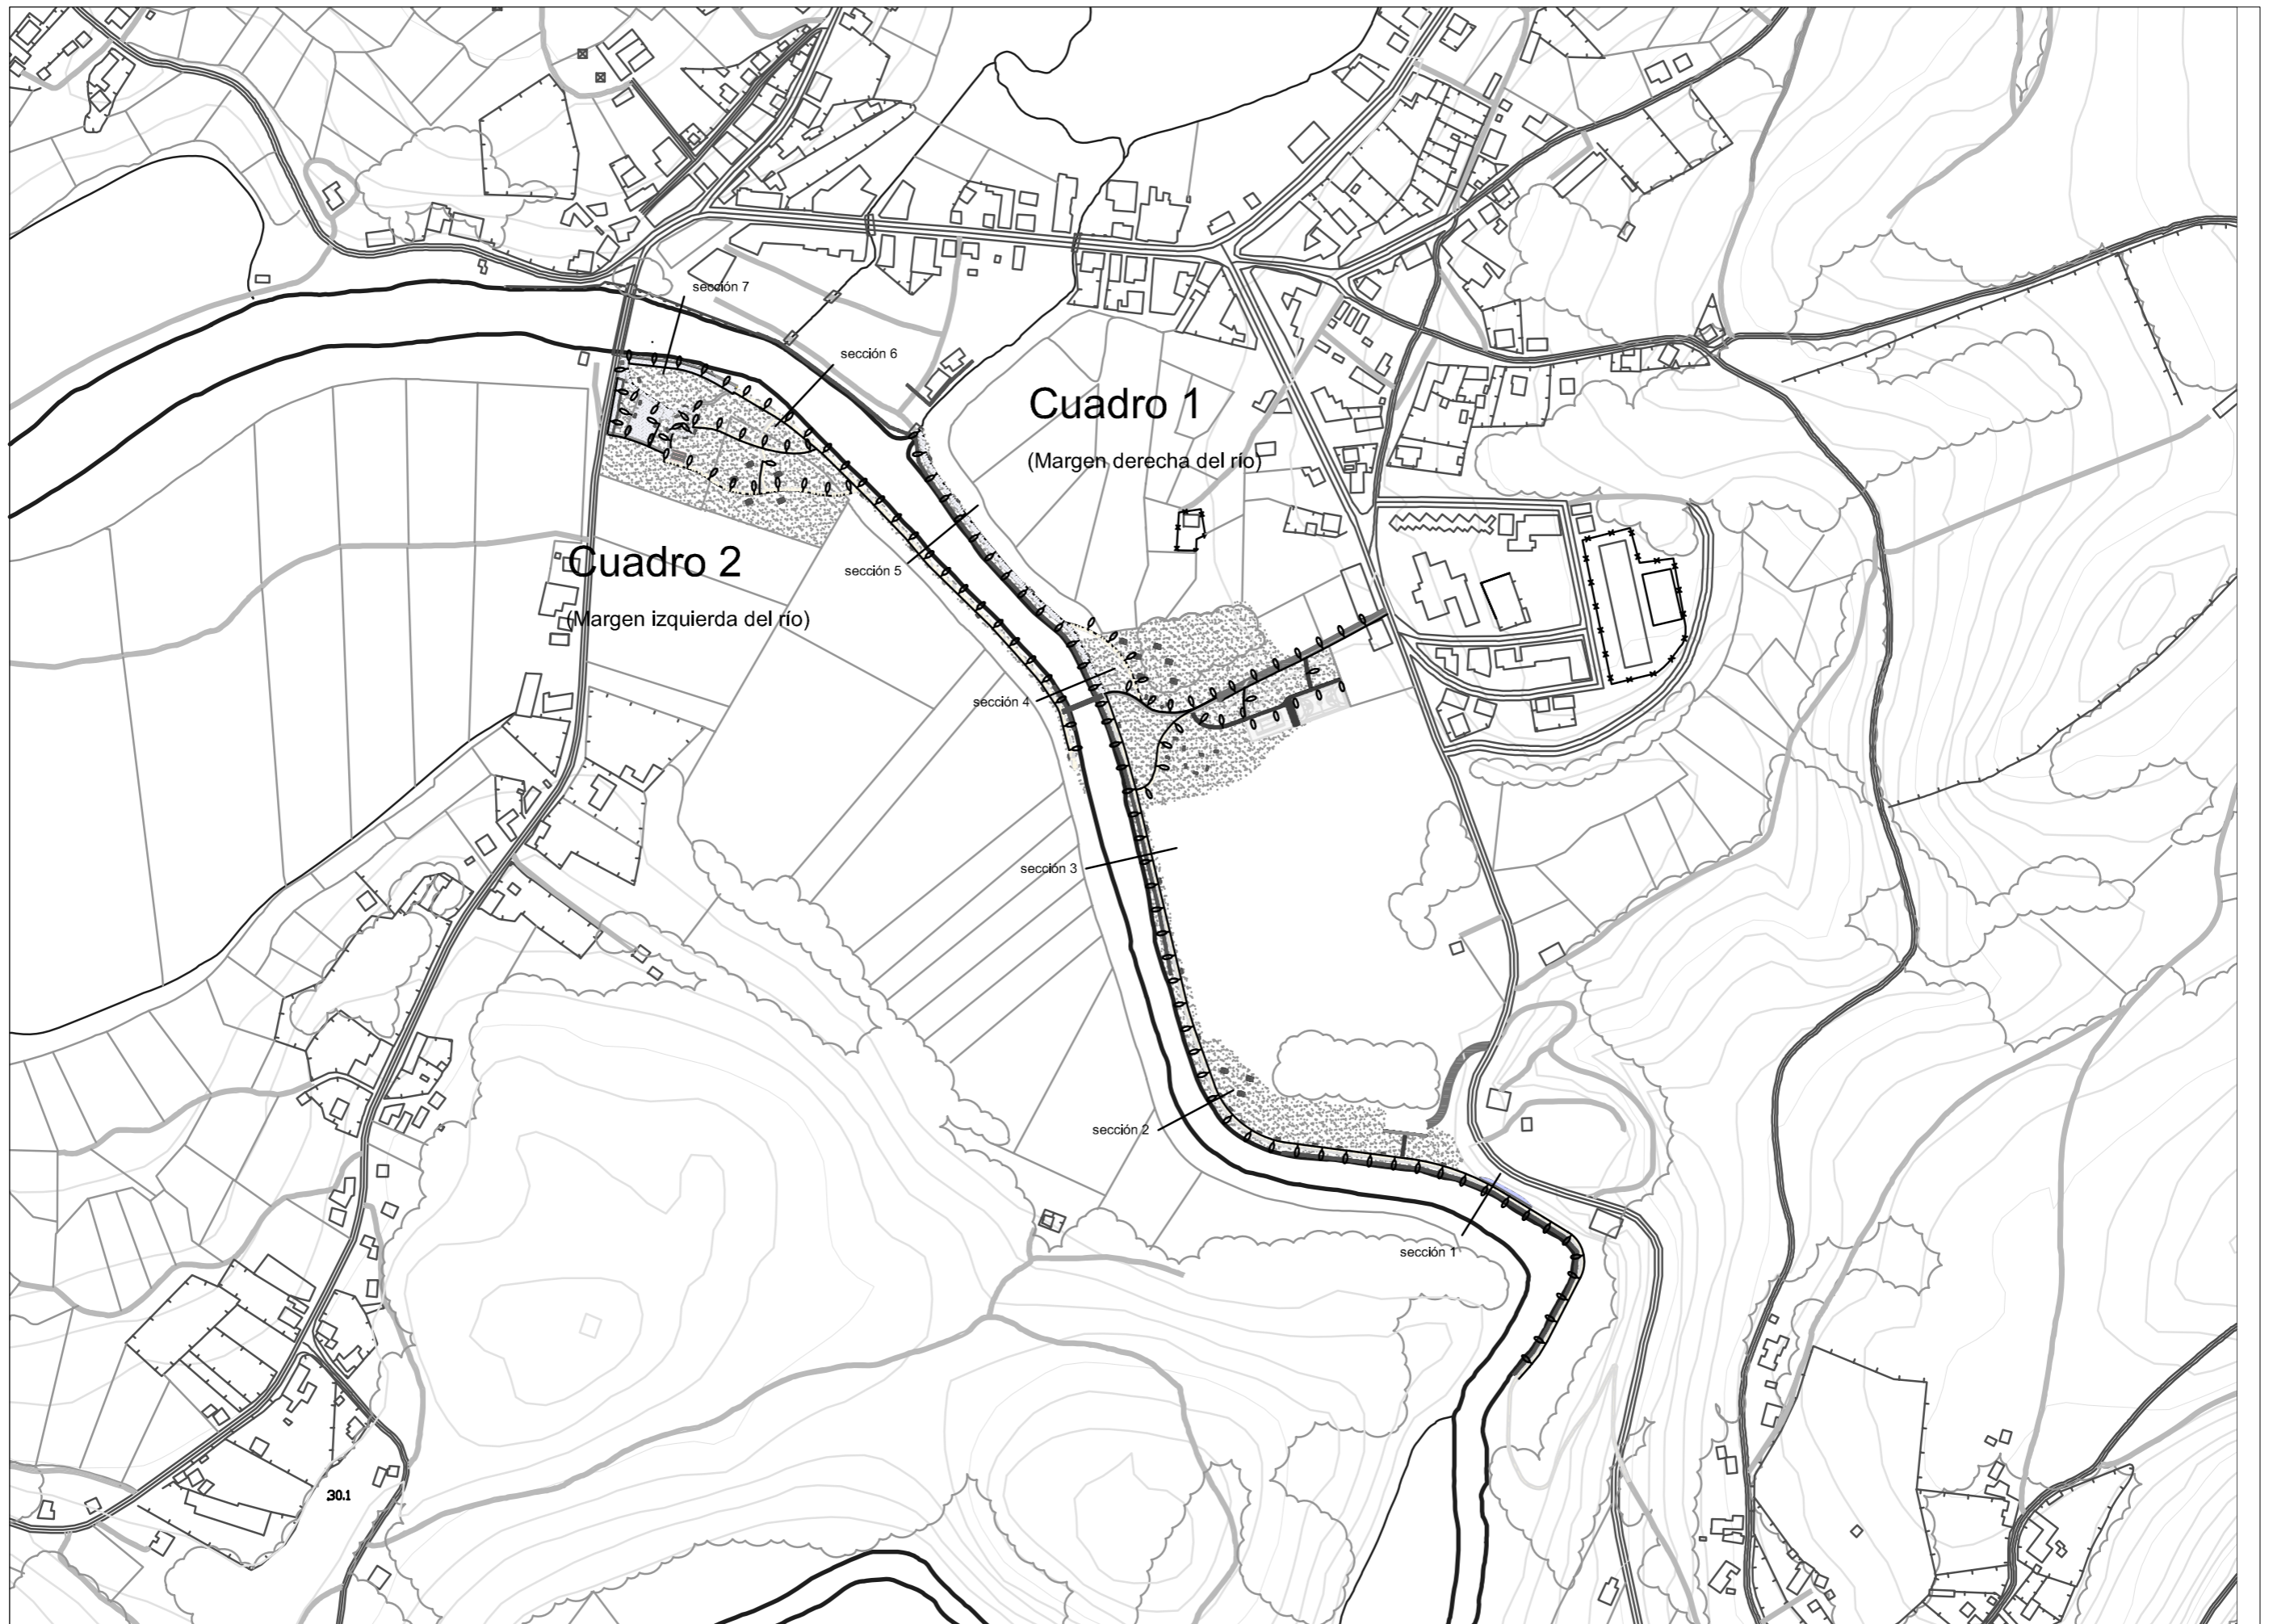 sección 7
sección 6
Cuadro 1
(Margen derecha del río)
Cuadro 2
sección 5
(Margen izquierda del río)
sección 4
sección 3
sección 2
sección 1
30.1